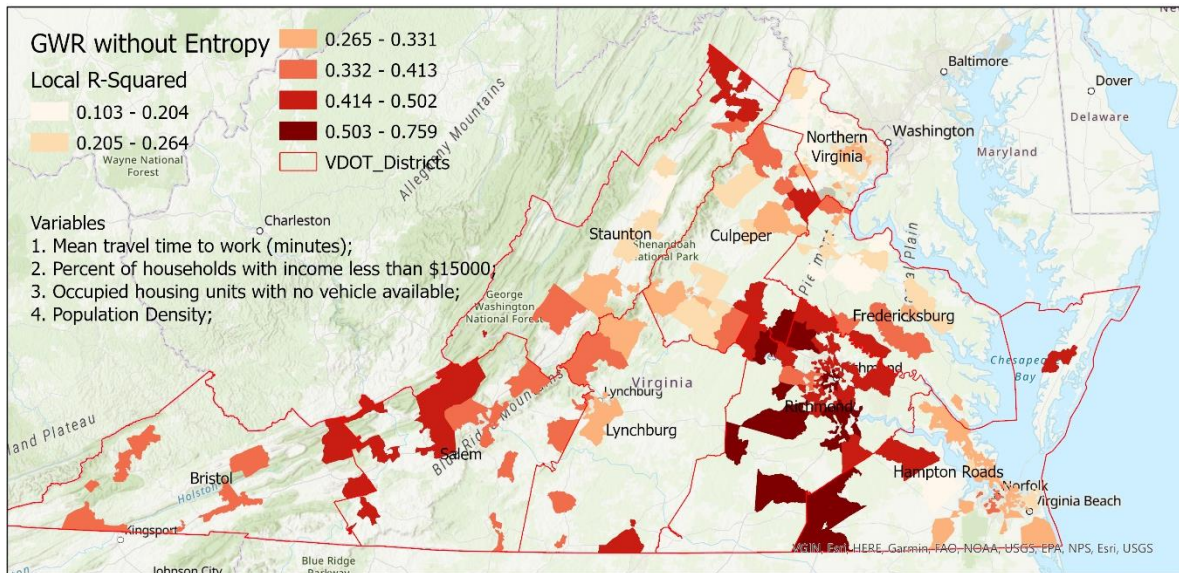 GWR without Entropy
Local R-Squared
0.103 - 0.204
0.205 - 0.264
0.265 - 0.331
0.332 - 0.413
0.414 - 0.502
0.503 - 0.759
VDOT_Districts
Variables
1. Mean travel time to work (minutes);
2. Percent of households with income less than $15000;
3. Occupied housing units with no vehicle available;
4. Population Density;
Wayne National
Forest
Charleston
Allegheny Mountains
Baltimore
Dover
Delaware
Washington
Maryland
Northern
Virginia
Staunton
Shenandoah
National Park
Culpeper
George
Washington
National Forest
Fredericksburg
Chesapeake
Bay
Virginia
Richmond
Richmond
Lynchburg
Lynchburg
Blue Ridge Mountains
Salem
Bristol
Holston
Kingsport
Johnson City
Blue Ridge
Parkway
Hampton Roads
Norfolk
Virginia Beach
land Plateau
Plain
Esri, HERE, Garmin, FAO, NOAA, USGS, EPA, NPS, Esri, USGS